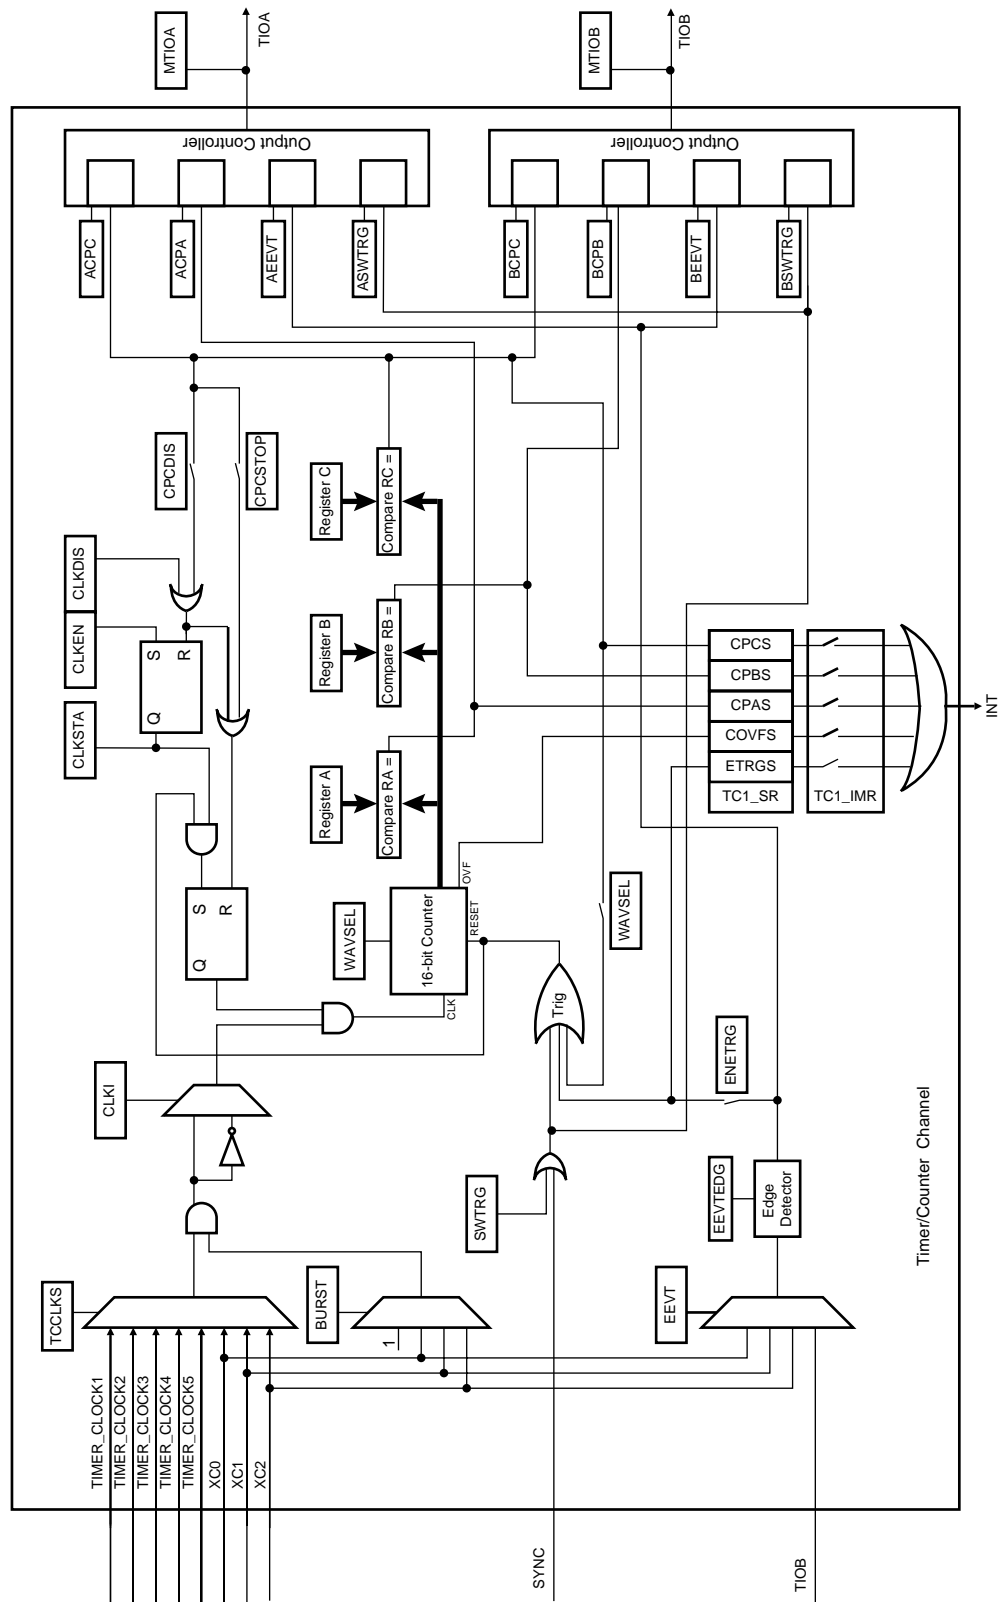 TCCLKS
TIMER_CLOCK1
TIMER_CLOCK2
TIMER_CLOCK3
TIMER_CLOCK4
TIMER_CLOCK5
XC0
XC1
XC2
CLKI
CLKSTA
CLKEN
CLKDIS
Q
S
R
Q
S
R
CPCDIS
CPCSTOP
ACPC
ACPA
AEEVT
ASWTRG
Output Controller
MTIOA
TIOA
BURST
1
WAVSEL
16-bit Counter
CLK
RESET
OVF
Register A
Register B
Register C
Compare RA =
Compare RB =
Compare RC =
SYNC
SWTRG
Trig
WAVSEL
BCPC
BCPB
BEEVT
BSWTRG
Output Controller
MTIOB
TIOB
EEVT
TIOB
EEVTEDG
Edge
Detector
ENETRG
CPCS
CPBS
CPAS
COVFS
ETRGS
TC1_SR
TC1_IMR
INT
Timer/Counter Channel